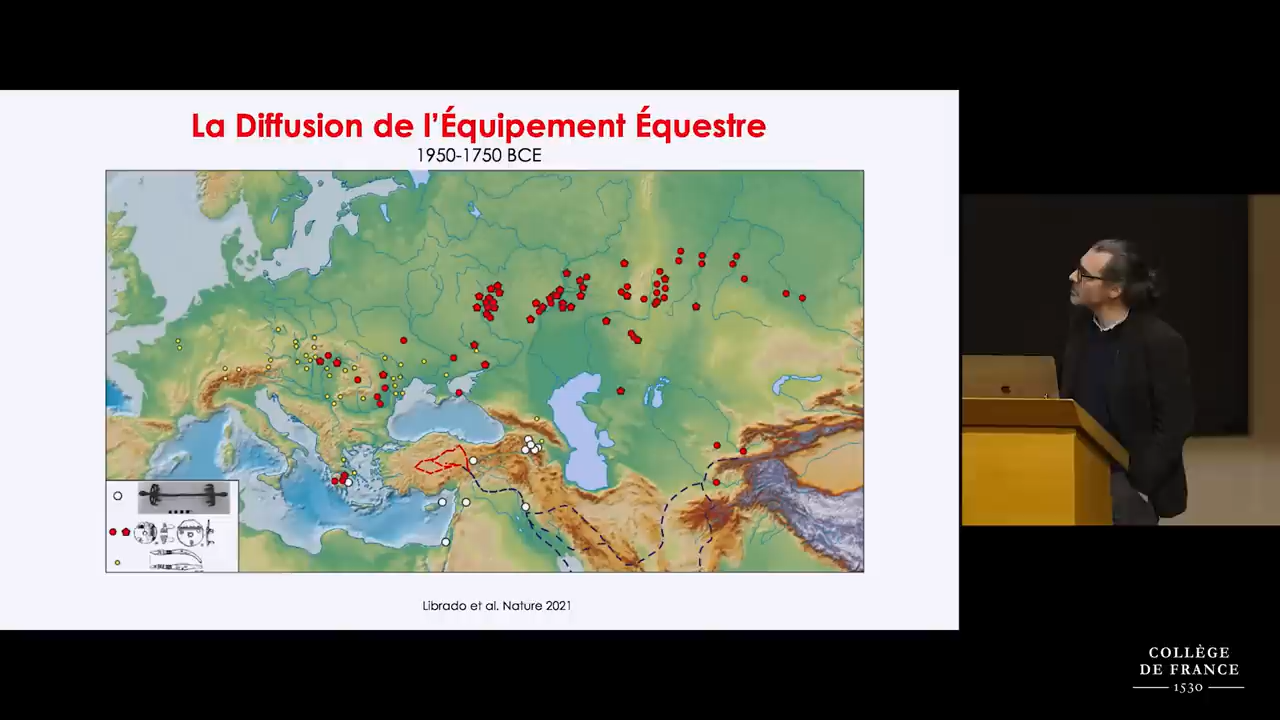 La Diffusion de l'Équipement Équestre
1950-1750 BCE
Librado et al. Nature 2021
COLLÈGE
DE FRANCE
1530